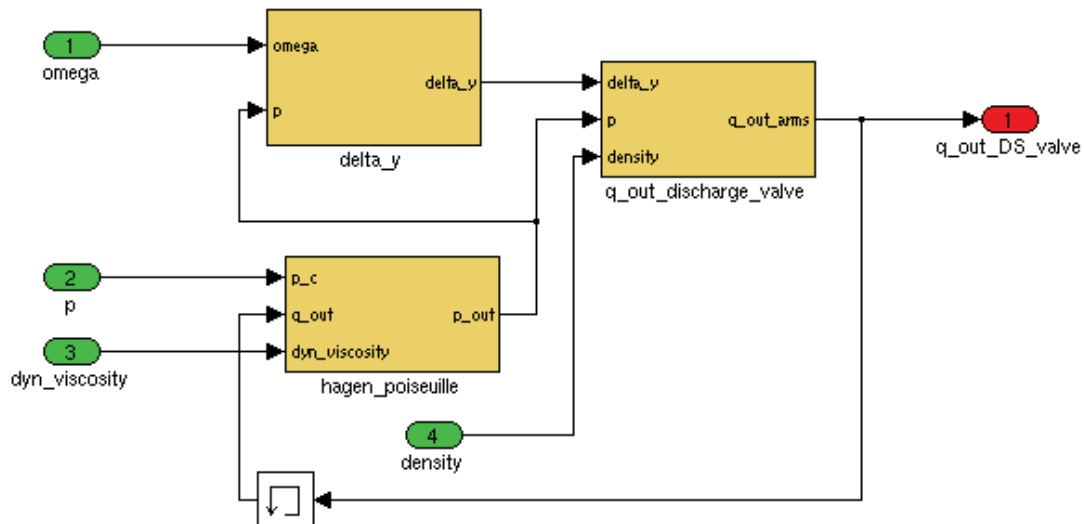 1
omega
omega
p
delta_y
delta_y
delta_y
p
density
q_out_arms
q_out_discharge_valve
1
q_out_DS_valve
2
p
3
dyn_viscosity
p_c
q_out
dyn_viscosity
p_out
hagen_poiseuille
4
density